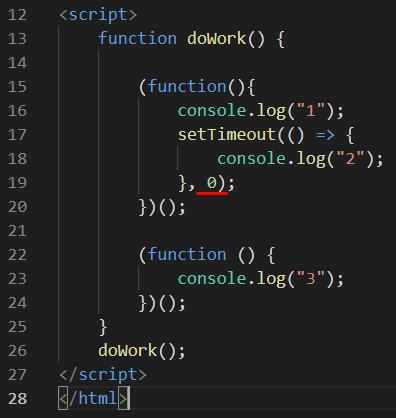 12 <script>
13 function doWork() {
14
15 (function(){
16 console.log("1");
17 setTimeout(() => {
18 console.log("2");
19 }, 0);
20 })();
21
22 (function () {
23 console.log("3");
24 })();
25 }
26 doWork();
27 </script>
28 </html>